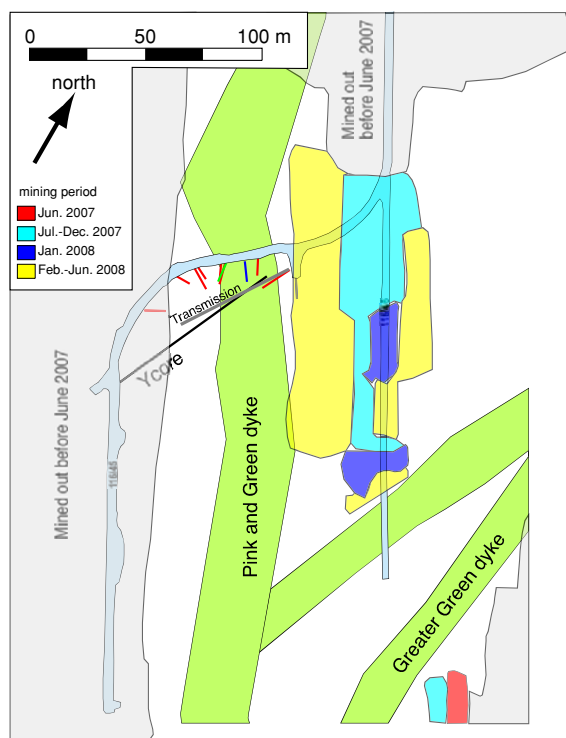 0 50 100 m
north
mining period
Jun. 2007
Jul.-Dec. 2007
Jan. 2008
Feb.-Jun. 2008
Mined out
before June 2007
Transmission
Ycore
Mined out before June 2007
Pink and Green dyke
Greater Green dyke